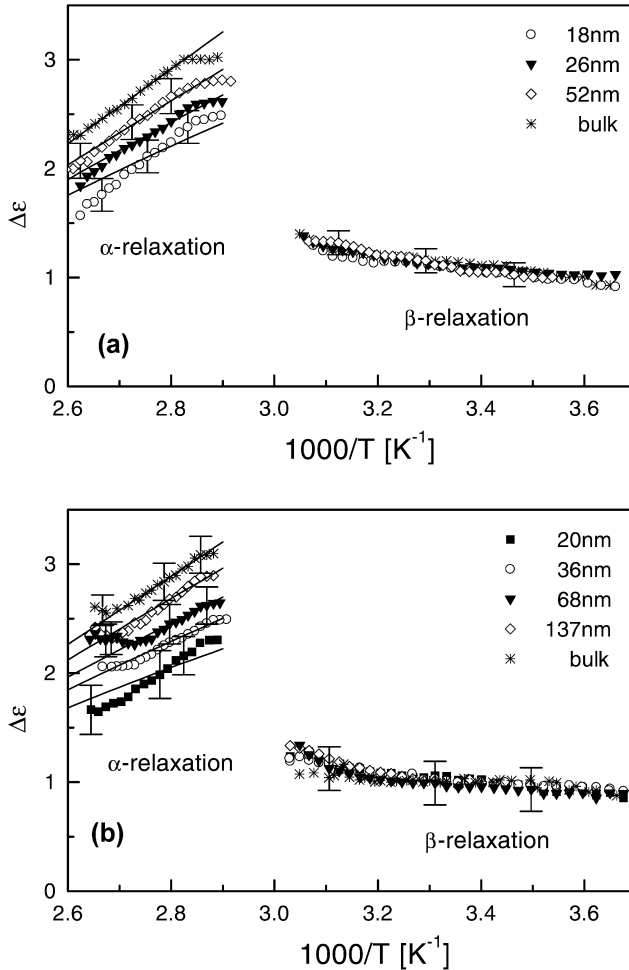 3
2
1
0
Δε
18nm
26nm
52nm
bulk
α-relaxation
β-relaxation
(a)
2.6 2.8 3.0 3.2 3.4 3.6
1000/T [K⁻¹]
3
2
1
0
Δε
20nm
36nm
68nm
137nm
bulk
α-relaxation
β-relaxation
(b)
2.6 2.8 3.0 3.2 3.4 3.6
1000/T [K⁻¹]